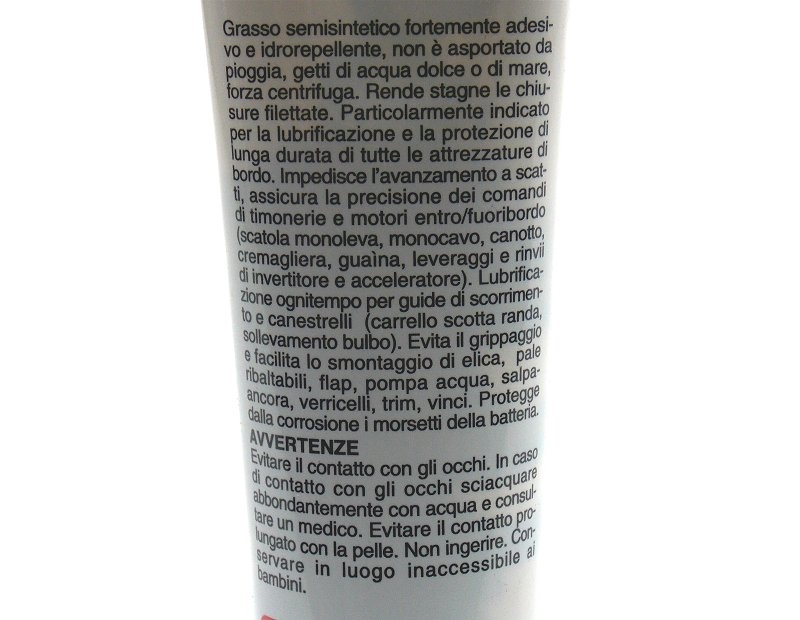 Grasso semisintetico fortemente adesi-
vo e idrorepellente, non è asportato da
pioggia, getti di acqua dolce o di mare,
forza centrifuga. Rende stagne le chiu-
sure filettate. Particolarmente indicato
per la lubrificazione e la protezione di
lunga durata di tutte le attrezzature di
bordo. Impedisce l'avanzamento a scat-
ti, assicura la precisione dei comandi
di timonerie e motori entro/fuoribordo
(scatola monoleva, monocavo, canotto,
cremagliera, guaìna, leveraggi e rinvii
di invertitore e acceleratore). Lubrifica-
zione ognitempo per guide di scorrimen-
to e canestrelli (carrello scotta randa,
sollevamento bulbo). Evita il grippaggio
e facilita lo smontaggio di elica, pale
ribaltabili, flap, pompa acqua, salpa-
ancora, verricelli, trim, vinci. Protegge
dalla corrosione i morsetti della batteria.
AVVERTENZE
Evitare il contatto con gli occhi. In caso
di contatto con gli occhi sciacquare
abbondantemente con acqua e consul-
tare un medico. Evitare il contatto pro-
lungato con la pelle. Non ingerire. Con-
servare in luogo inaccessibile ai
bambini.